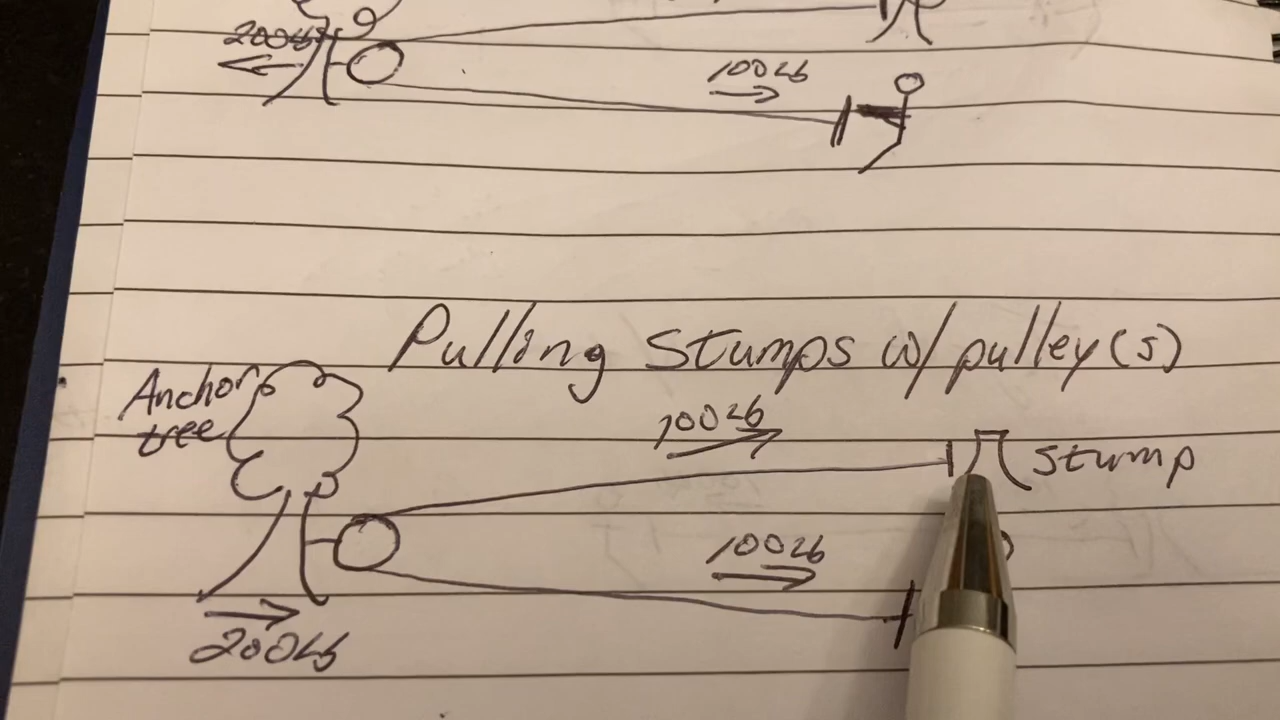 200lb
100lb
Pulling Stumps w/ pulley(s)
Anchor
tree
100lb
stump
100lb
200lb